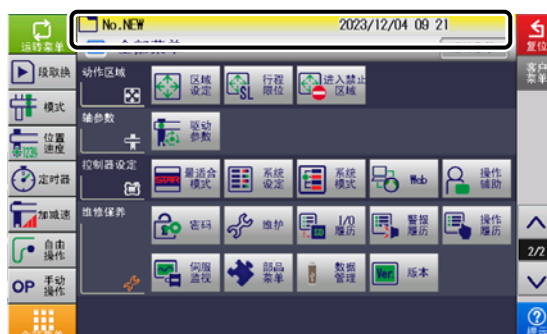 No.NEW 2023/12/04 09 21
运转菜单
复位
段取换
动作区域
区域设定
SL
行程限位
进入禁止区域
客户菜单
模式
轴参数
驱动参数
位置速度
控制器设定
STAR
最适合模式
系统设定
系统模式
Web
操作辅助
定时器
加减速
维修保养
密码
维护
I/O履历
警报履历
操作履历
自由操作
2/2
OP 手动操作
伺服监视
部品菜单
数据管理
Ver. 版本